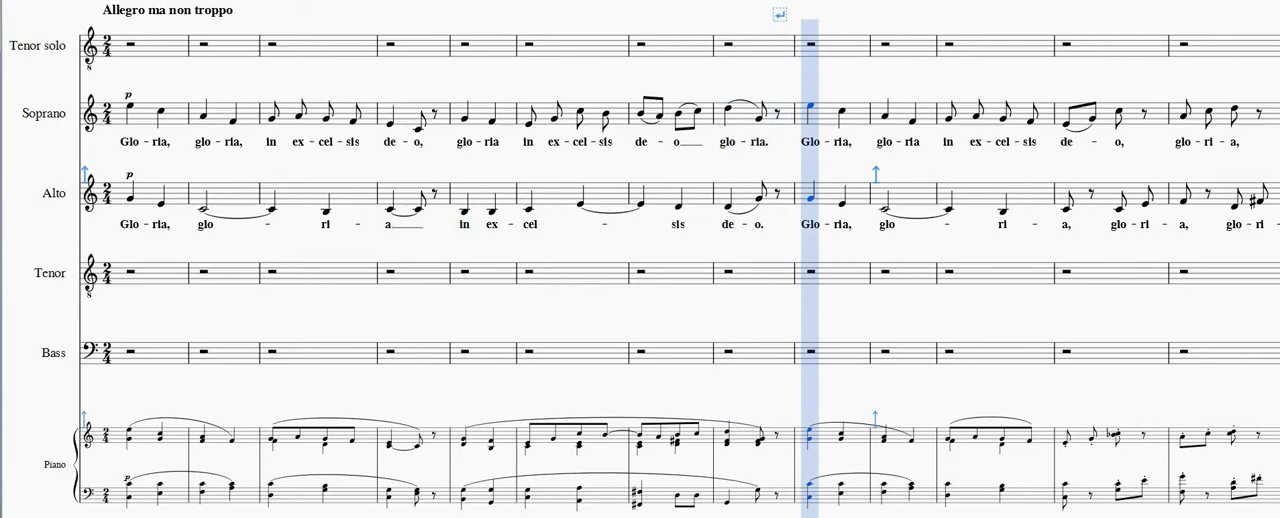 Allegro ma non troppo
Tenor solo
p
Soprano
Glo - ria, glo - ria, in ex - cel - sis de - o, glo - ria in ex - cel - sis de - o___ glo - ria. Glo - ria, glo - ria in ex - cel - sis de - o, glo - ri - a,
p
Alto
Glo - ria, glo - ri - a___ in ex - cel - sis de - o. Glo - ria, glo - ri - a, glo - ri - a, glo - ri -
Tenor
Bass
Piano
p